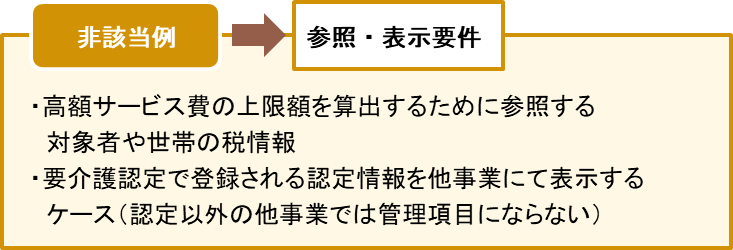 非該当例
参照・表示要件
・高額サービス費の上限額を算出するために参照する
対象者や世帯の税情報
・要介護認定で登録される認定情報を他事業にて表示する
ケース（認定以外の他事業では管理項目にならない）